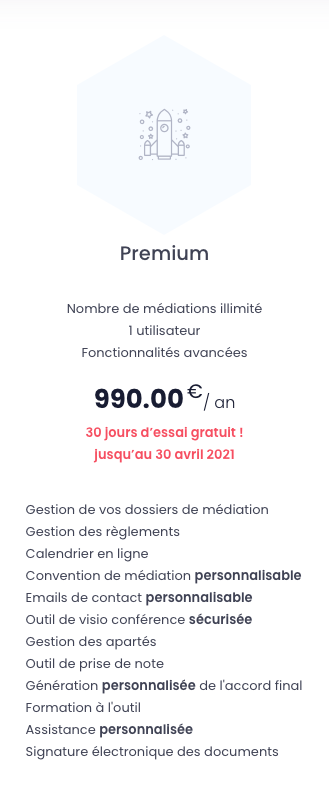 Premium
Nombre de médiations illimité
1 utilisateur
Fonctionnalités avancées
990.00 €/ an
30 jours d'essai gratuit !
jusqu'au 30 avril 2021
Gestion de vos dossiers de médiation
Gestion des règlements
Calendrier en ligne
Convention de médiation personnalisable
Emails de contact personnalisable
Outil de visio conférence sécurisée
Gestion des apartés
Outil de prise de note
Génération personnalisée de l'accord final
Formation à l'outil
Assistance personnalisée
Signature électronique des documents